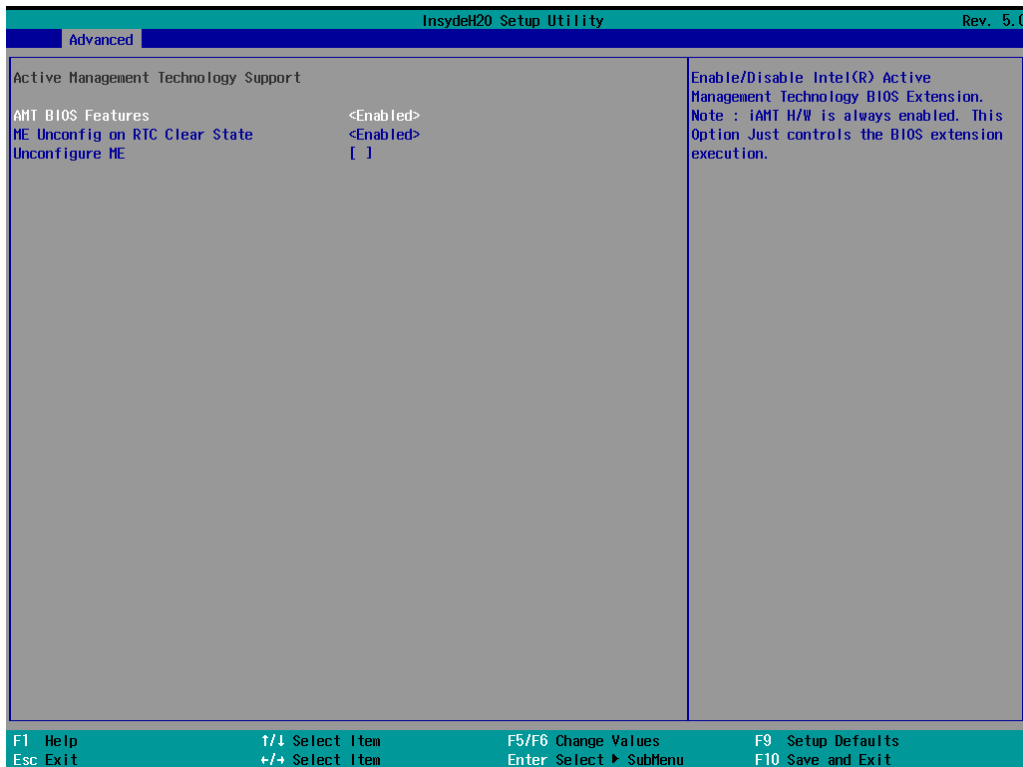 InsydeH2O Setup Utility Rev. 5.0
Advanced
Active Management Technology Support
AMT BIOS Features <Enabled>
ME Unconfig on RTC Clear State <Enabled>
Unconfigure ME [ ]
Enable/Disable Intel(R) Active
Management Technology BIOS Extension.
Note : iAMT H/W is always enabled. This
Option Just controls the BIOS extension
execution.
F1 Help ↑/↓ Select Item F5/F6 Change Values F9 Setup Defaults
Esc Exit ←/→ Select Item Enter Select ▶ SubMenu F10 Save and Exit